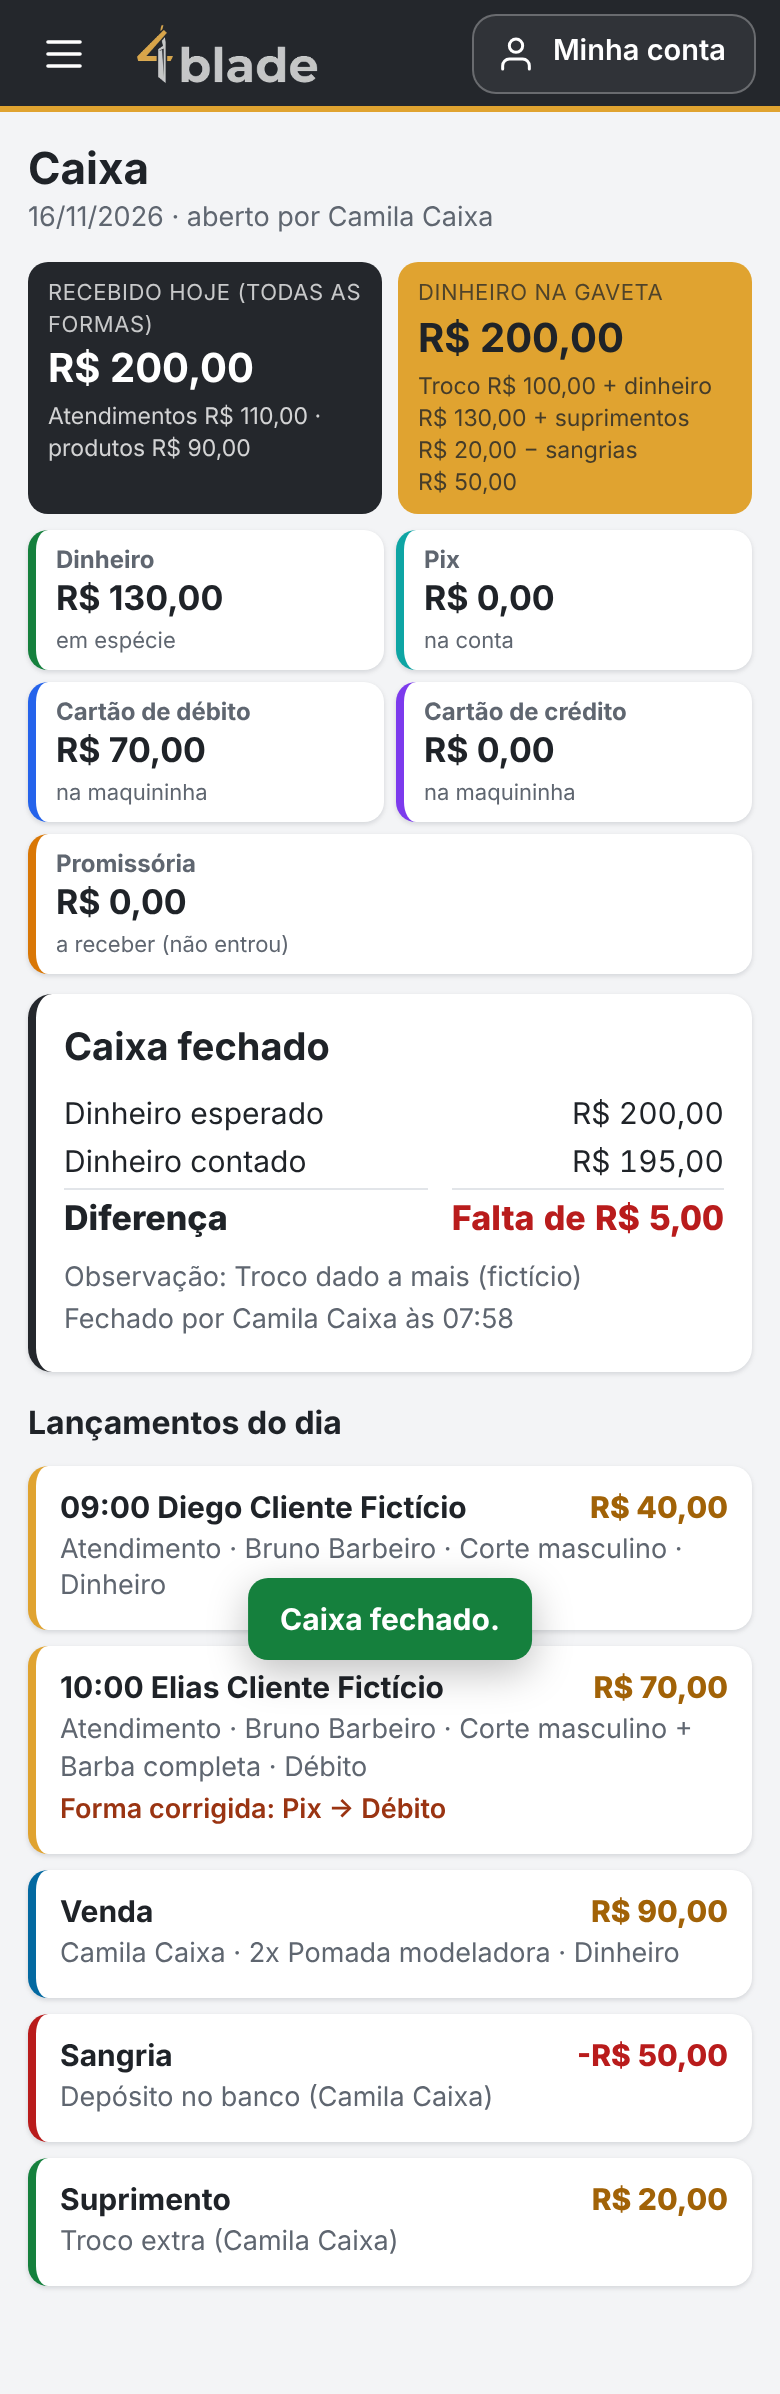 4blade
Minha conta
Caixa
16/11/2026 · aberto por Camila Caixa
RECEBIDO HOJE (TODAS AS
FORMAS)
R$ 200,00
Atendimentos R$ 110,00 ·
produtos R$ 90,00
DINHEIRO NA GAVETA
R$ 200,00
Troco R$ 100,00 + dinheiro
R$ 130,00 + suprimentos
R$ 20,00 − sangrias
R$ 50,00
Dinheiro
R$ 130,00
em espécie
Pix
R$ 0,00
na conta
Cartão de débito
R$ 70,00
na maquininha
Cartão de crédito
R$ 0,00
na maquininha
Promissória
R$ 0,00
a receber (não entrou)
Caixa fechado
Dinheiro esperado R$ 200,00
Dinheiro contado R$ 195,00
Diferença Falta de R$ 5,00
Observação: Troco dado a mais (fictício)
Fechado por Camila Caixa às 07:58
Lançamentos do dia
09:00 Diego Cliente Fictício R$ 40,00
Atendimento · Bruno Barbeiro · Corte masculino ·
Dinheiro
Caixa fechado.
10:00 Elias Cliente Fictício R$ 70,00
Atendimento · Bruno Barbeiro · Corte masculino +
Barba completa · Débito
Forma corrigida: Pix → Débito
Venda R$ 90,00
Camila Caixa · 2x Pomada modeladora · Dinheiro
Sangria -R$ 50,00
Depósito no banco (Camila Caixa)
Suprimento R$ 20,00
Troco extra (Camila Caixa)